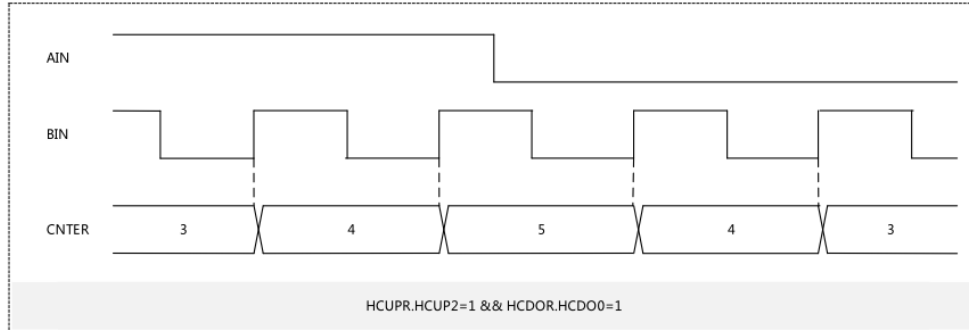 AIN
BIN
CNTER 3 4 5 4 3
HCUPR.HCUP2=1 && HCDOR.HCDO0=1